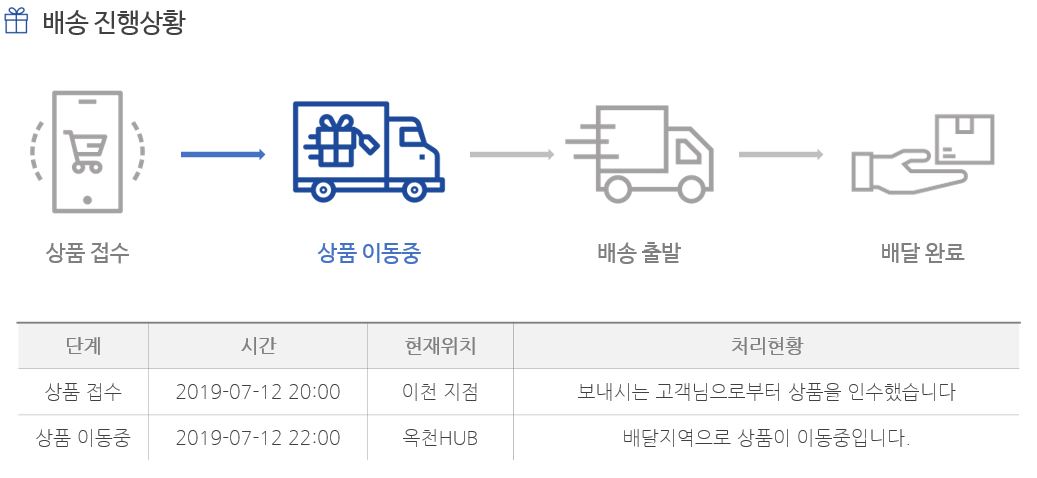 배송 진행상황
상품 접수 상품 이동중 배송 출발 배달 완료
단계 시간 현재위치 처리현황
상품 접수 2019-07-12 20:00 이천 지점 보내시는 고객님으로부터 상품을 인수했습니다
상품 이동중 2019-07-12 22:00 옥천HUB 배달지역으로 상품이 이동중입니다.